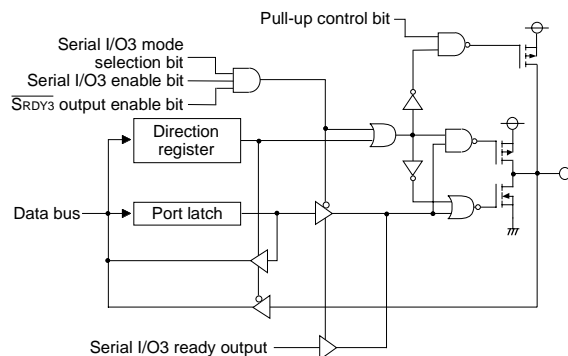 Pull-up control bit
Serial I/O3 mode
selection bit
Serial I/O3 enable bit
SRDY3 output enable bit
Direction
register
Data bus
Port latch
Serial I/O3 ready output